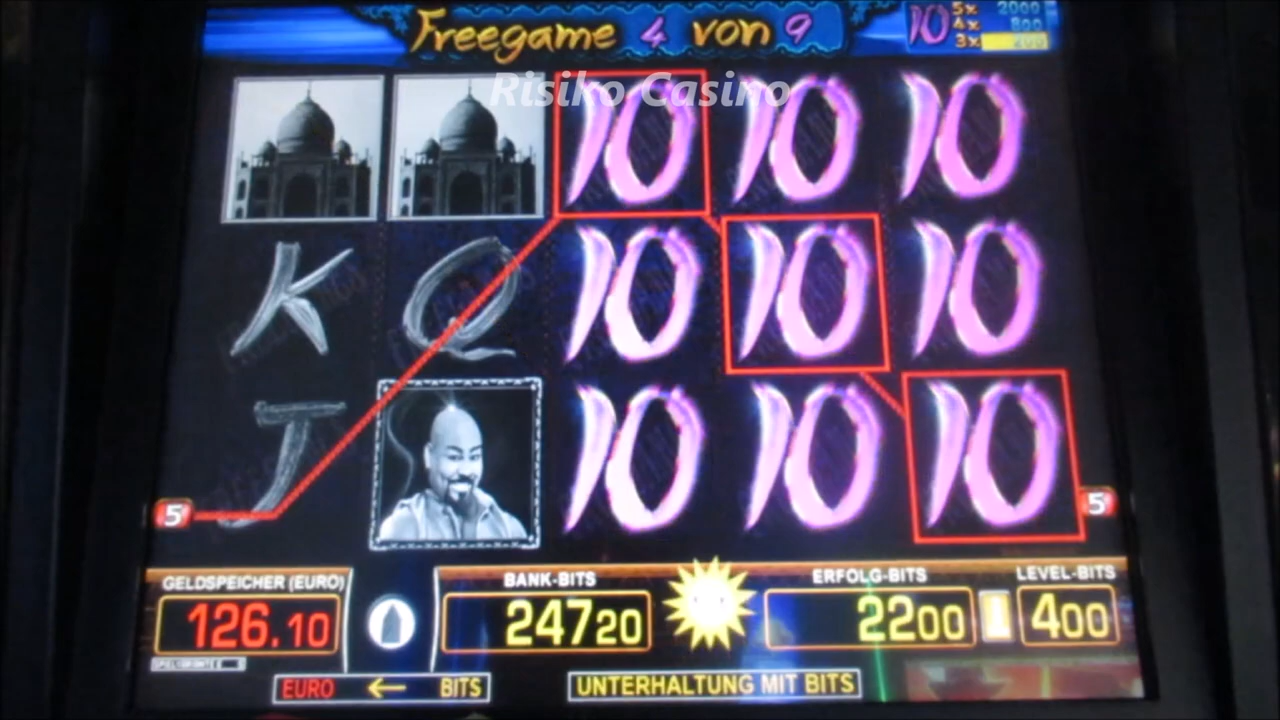 Freegame 4 von 9
10 5x 2000
4x 800
3x 200
Risiko Casino
10 10 10
K Q 10 10 10
J 10 10 10
5 5
GELDSPEICHER (EURO) BANK-BITS ERFOLG-BITS LEVEL-BITS
126.10 24720 2200 400
EURO ← BITS UNTERHALTUNG MIT BITS